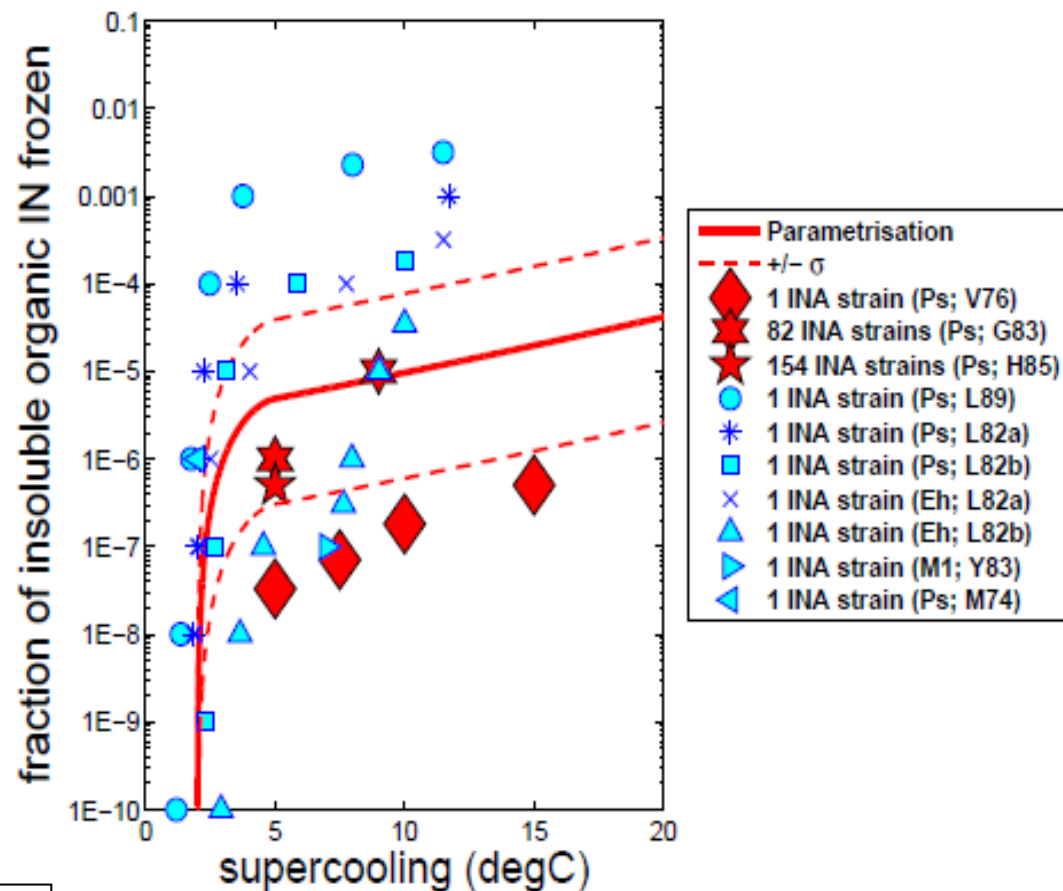 fraction of insoluble organic IN frozen
0.1
0.01
0.001
1E−4
1E−5
1E−6
1E−7
1E−8
1E−9
1E−10
0 5 10 15 20
supercooling (degC)
Parametrisation
+/− σ
1 INA strain (Ps; V76)
82 INA strains (Ps; G83)
154 INA strains (Ps; H85)
1 INA strain (Ps; L89)
1 INA strain (Ps; L82a)
1 INA strain (Ps; L82b)
1 INA strain (Eh; L82a)
1 INA strain (Eh; L82b)
1 INA strain (M1; Y83)
1 INA strain (Ps; M74)